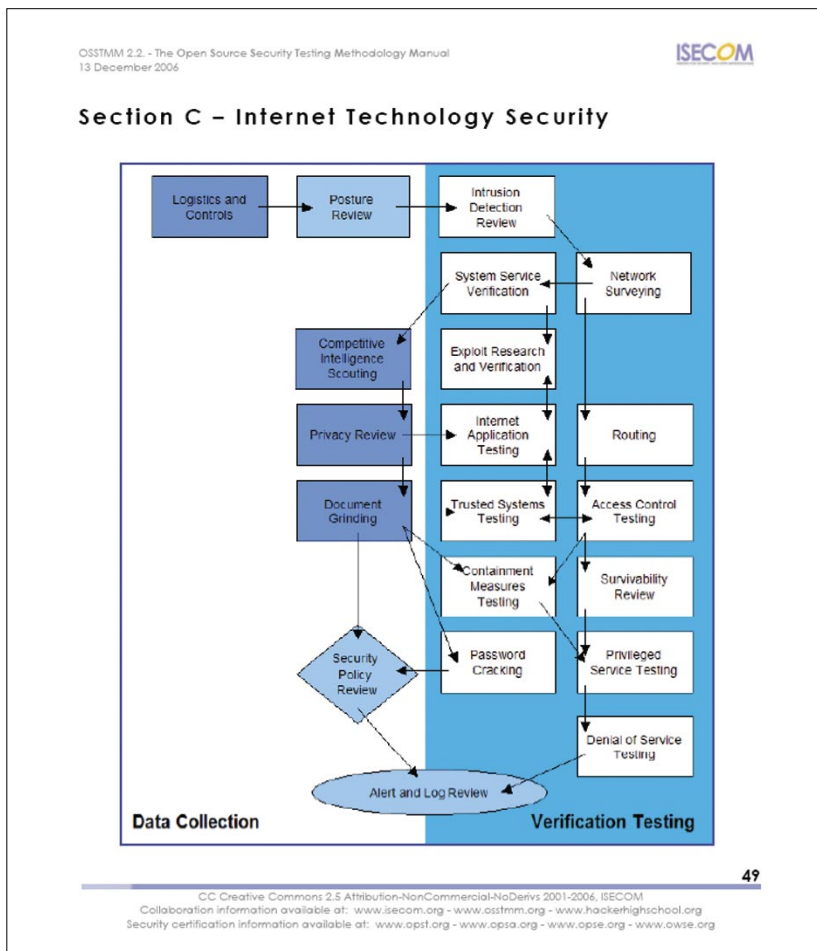 OSSTMM 2.2. - The Open Source Security Testing Methodology Manual
13 December 2006
ISECOM
Section C – Internet Technology Security
Logistics and
Controls
Posture
Review
Intrusion
Detection
Review
System Service
Verification
Network
Surveying
Competitive
Intelligence
Scouting
Exploit Research
and Verification
Privacy Review
Internet
Application
Testing
Routing
Document
Grinding
Trusted Systems
Testing
Access Control
Testing
Containment
Measures
Testing
Survivability
Review
Security
Policy
Review
Password
Cracking
Privileged
Service Testing
Denial of Service
Testing
Alert and Log Review
Data Collection
Verification Testing
49
CC Creative Commons 2.5 Attribution-NonCommercial-NoDerivs 2001-2006, ISECOM
Collaboration information available at: www.isecom.org - www.osstmm.org - www.hackerhighschool.org
Security certification information available at: www.opst.org - www.opsa.org - www.opse.org - www.owse.org